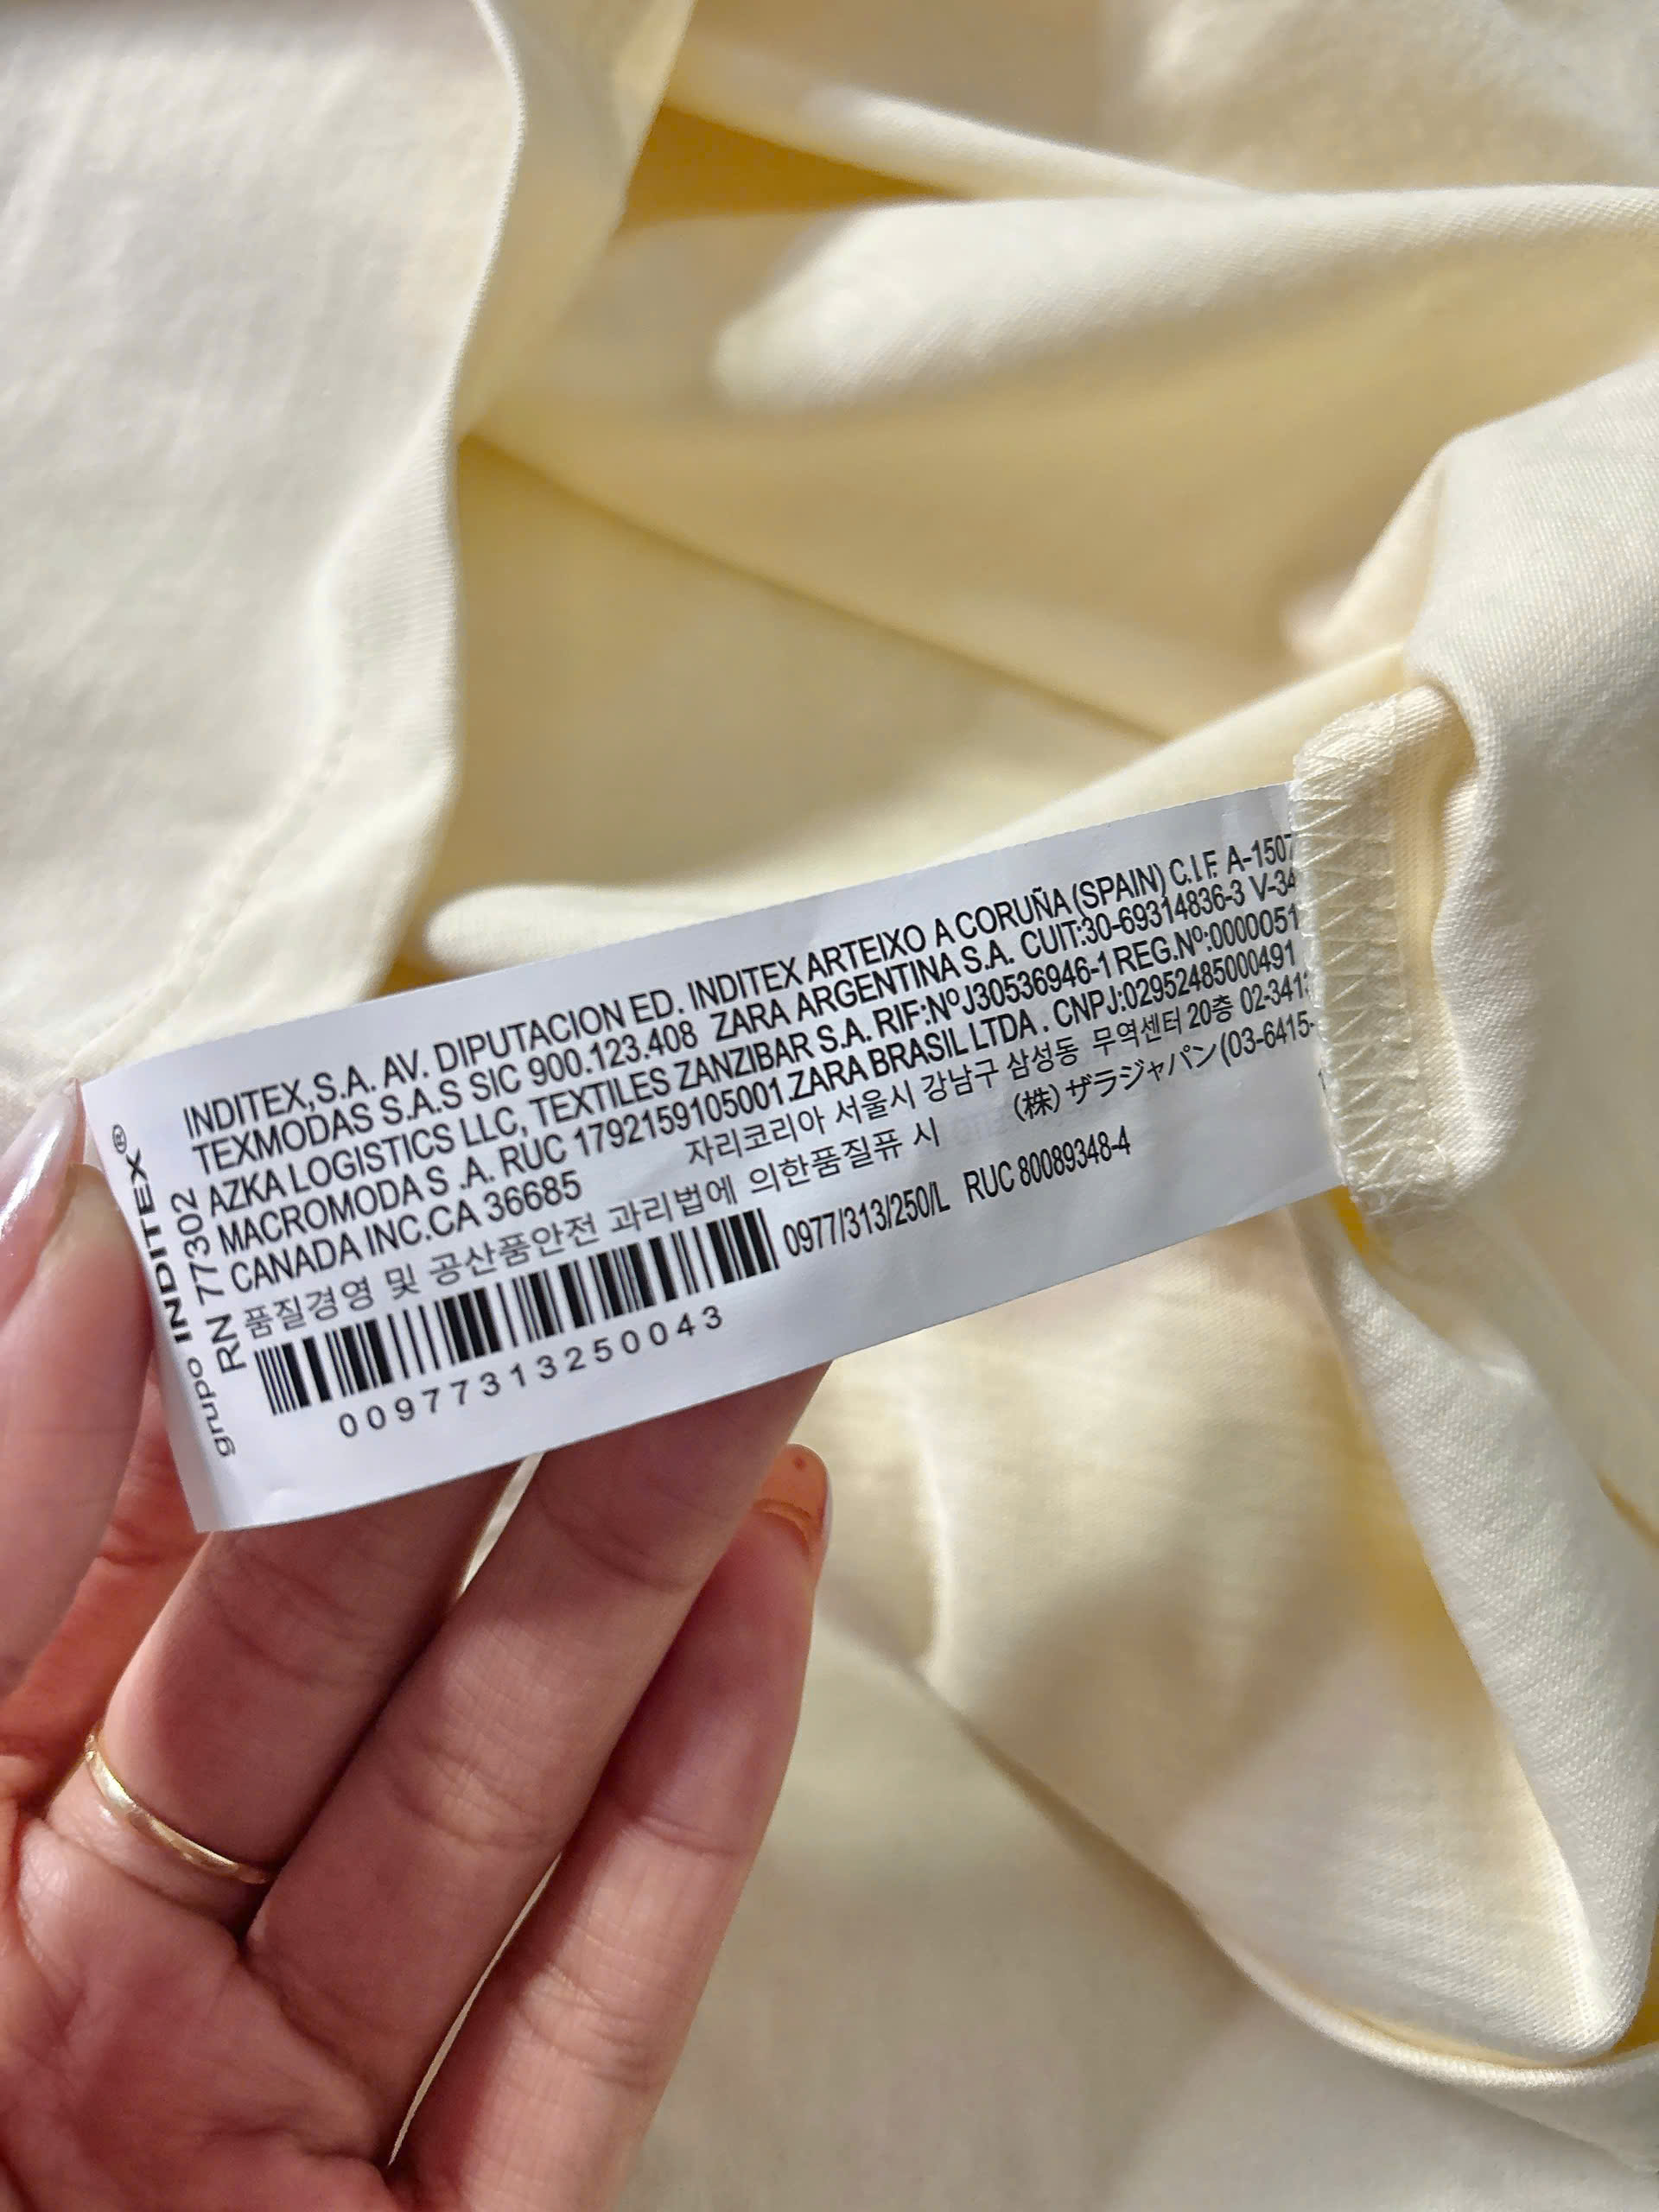 grupo INDITEX®
RN 77302
INDITEX,S.A. AV. DIPUTACION ED. INDITEX ARTEIXO A CORUÑA (SPAIN) C.I.F. A-1507
TEXMODAS S.A.S SIC 900.123.408 ZARA ARGENTINA S.A. CUIT:30-69314836-3 V-34
AZKA LOGISTICS LLC, TEXTILES ZANZIBAR S.A. RIF:NºJ30536946-1 REG.Nº:0000051
MACROMODA S .A. RUC 1792159105001.ZARA BRASIL LTDA . CNPJ:02952485000491
CANADA INC.CA 36685 자리코리아 서울시 강남구 삼성동 무역센터 20층 02-341
품질경영 및 공산품안전 과리법에 의한품질퓨 시 (株) ザラジャパン(03-6415-
0977/313/250/L RUC 80089348-4
00977313250043